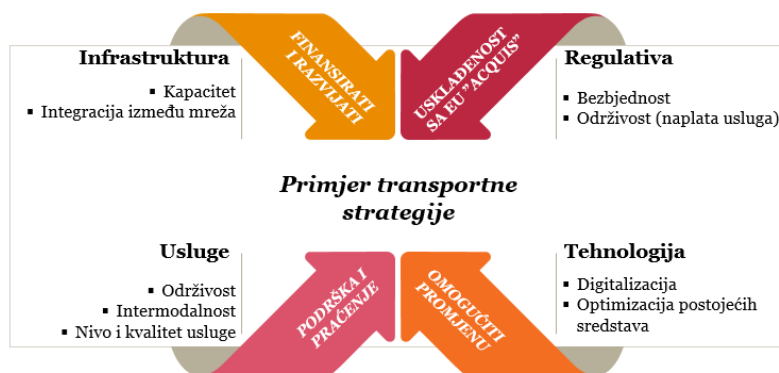 Infrastruktura
▪ Kapacitet
▪ Integracija između mreža
FINANSIRATI
I RAZVIJATI
USKLAĐENOST
SA EU ”ACQUIS”
Regulativa
▪ Bezbjednost
▪ Održivost (naplata usluga)
Primjer transportne
strategije
Usluge
▪ Održivost
▪ Intermodalnost
▪ Nivo i kvalitet usluge
PODRŠKA I
PRAĆENJE
OMOGUĆITI
PROMJENU
Tehnologija
▪ Digitalizacija
▪ Optimizacija postojećih
sredstava